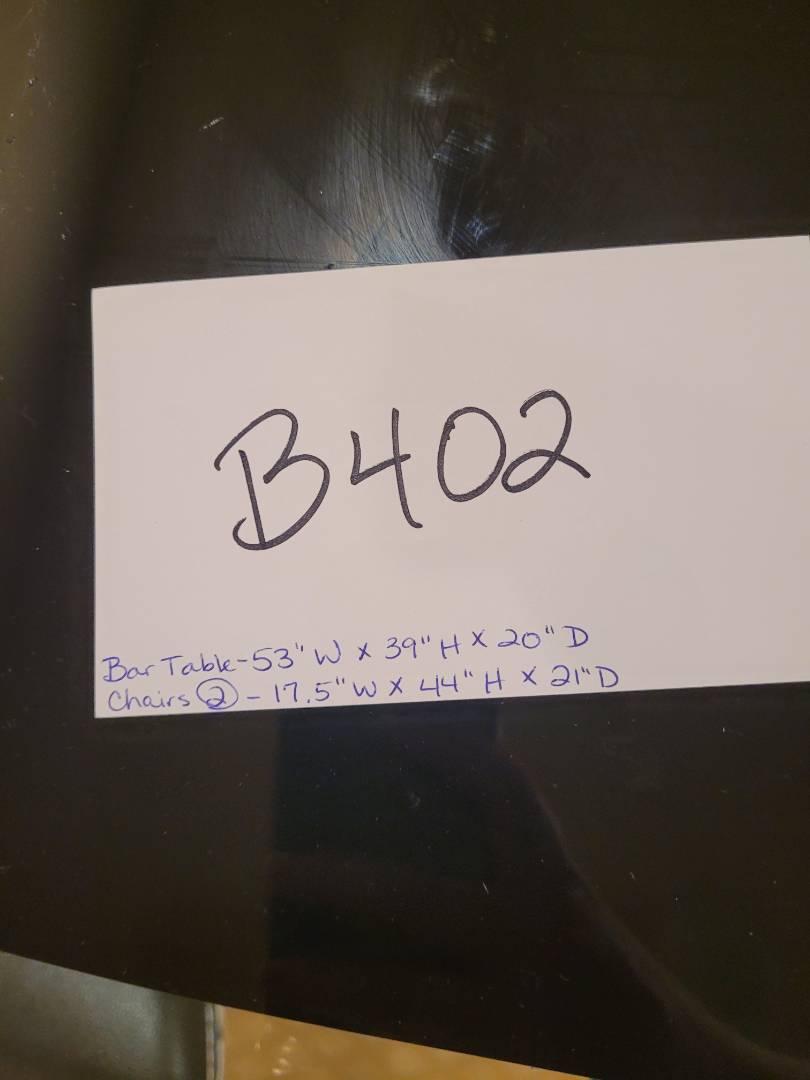 B402
Bar Table-53" W x 39" H x 20" D
Chairs 2 - 17.5" W x 44" H x 21" D